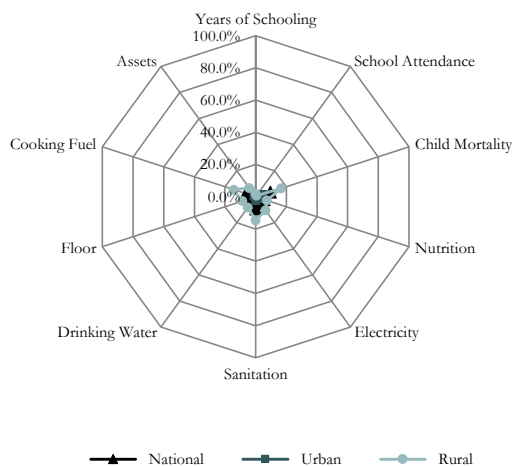 Years of Schooling
100.0%
80.0%
60.0%
40.0%
20.0%
0.0%
School Attendance
Child Mortality
Nutrition
Electricity
Sanitation
Drinking Water
Floor
Cooking Fuel
Assets
National Urban Rural